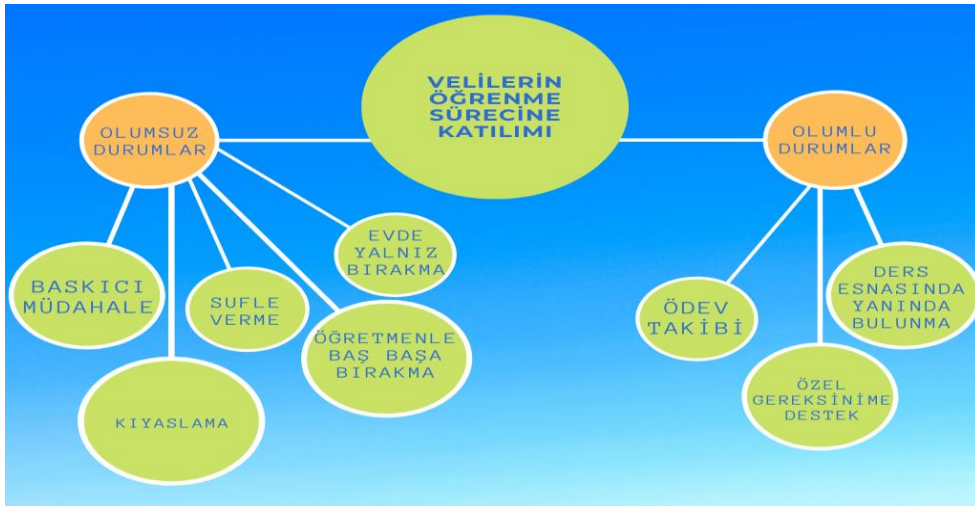 VELİLERİN
ÖĞRENME
SÜRECİNE
KATILIMI
OLUMSUZ
DURUMLAR
BASKICI
MÜDAHALE
KIYASLAMA
SUFLE
VERME
ÖĞRETMENLE
BAŞ BAŞA
BIRAKMA
EVDE
YALNIZ
BIRAKMA
OLUMLU
DURUMLAR
ÖDEV
TAKİBİ
ÖZEL
GEREKSİNİME
DESTEK
DERS
ESNASINDA
YANINDA
BULUNMA